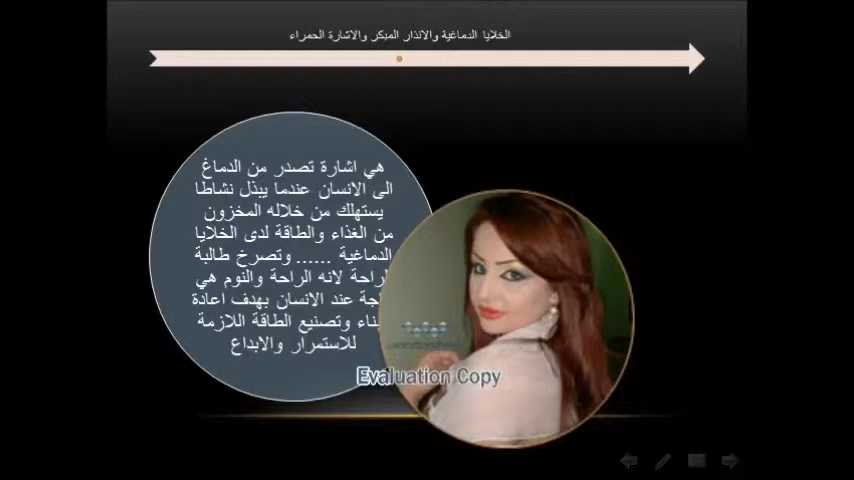 الخلايا الدماغية والانذار المبكر والاشارة الحمراء
هي اشارة تصدر من الدماغ
الى الانسان عندما يبذل نشاطا
يستهلك من خلاله المخزون
من الغذاء والطاقة لدى الخلايا
الدماغية ...... وتصرخ طالبة
الراحة لانه الراحة والنوم هي
عند الانسان بهدف اعادة
وتصنيع الطاقة اللازمة
للاستمرار والابداع
Evaluation Copy